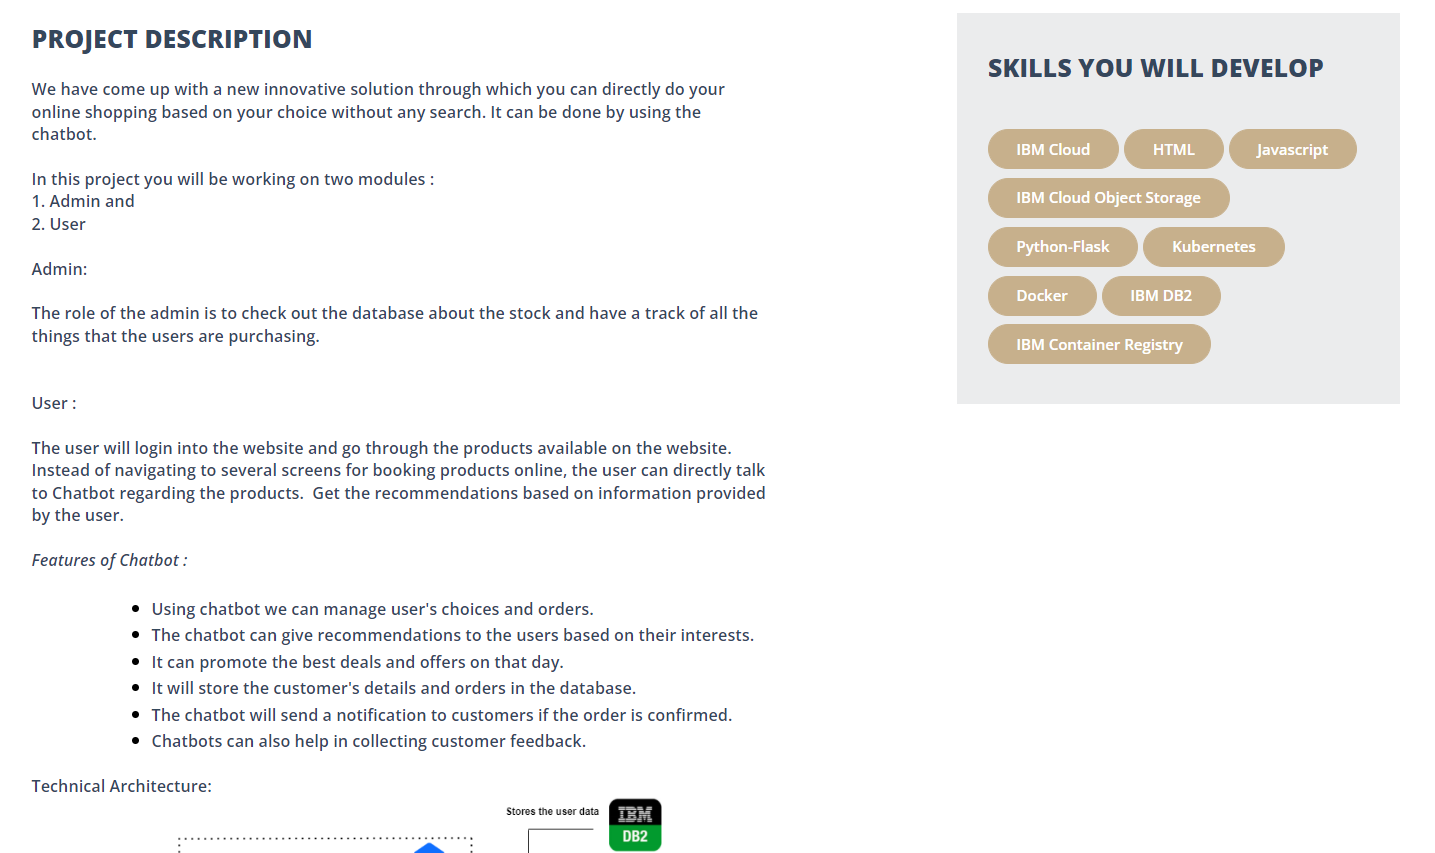 PROJECT DESCRIPTION
We have come up with a new innovative solution through which you can directly do your
online shopping based on your choice without any search. It can be done by using the
chatbot.
In this project you will be working on two modules :
1. Admin and
2. User
Admin:
The role of the admin is to check out the database about the stock and have a track of all the
things that the users are purchasing.
User :
The user will login into the website and go through the products available on the website.
Instead of navigating to several screens for booking products online, the user can directly talk
to Chatbot regarding the products.  Get the recommendations based on information provided
by the user.
Features of Chatbot :
• Using chatbot we can manage user's choices and orders.
• The chatbot can give recommendations to the users based on their interests.
• It can promote the best deals and offers on that day.
• It will store the customer's details and orders in the database.
• The chatbot will send a notification to customers if the order is confirmed.
• Chatbots can also help in collecting customer feedback.
Technical Architecture:
Stores the user data
IBM
DB2
SKILLS YOU WILL DEVELOP
IBM Cloud HTML Javascript
IBM Cloud Object Storage
Python-Flask Kubernetes
Docker IBM DB2
IBM Container Registry